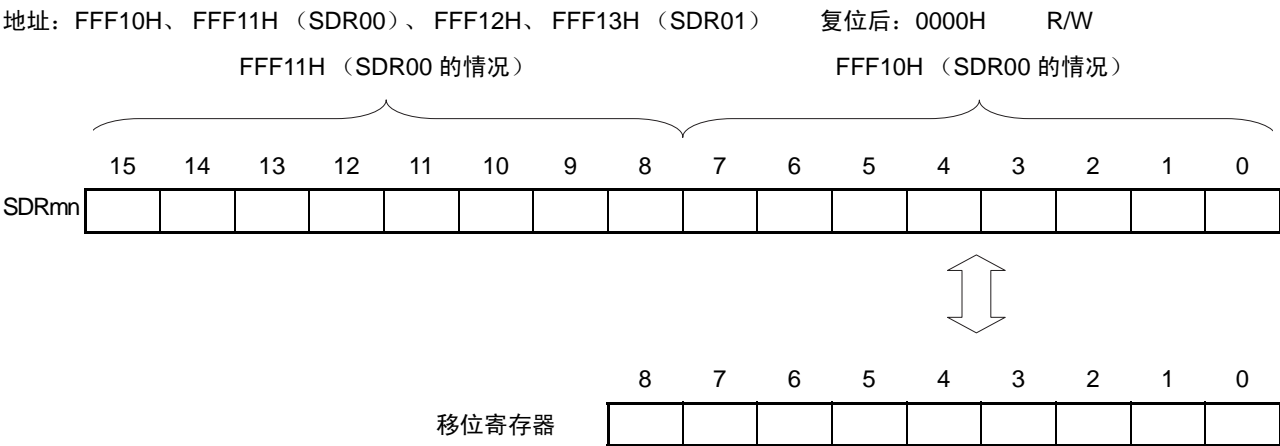 地址：FFF10H、 FFF11H （SDR00）、 FFF12H、 FFF13H （SDR01） 复位后：0000H R/W
FFF11H （SDR00 的情况） FFF10H （SDR00 的情况）
15 14 13 12 11 10 9 8 7 6 5 4 3 2 1 0
SDRmn
8 7 6 5 4 3 2 1 0
移位寄存器